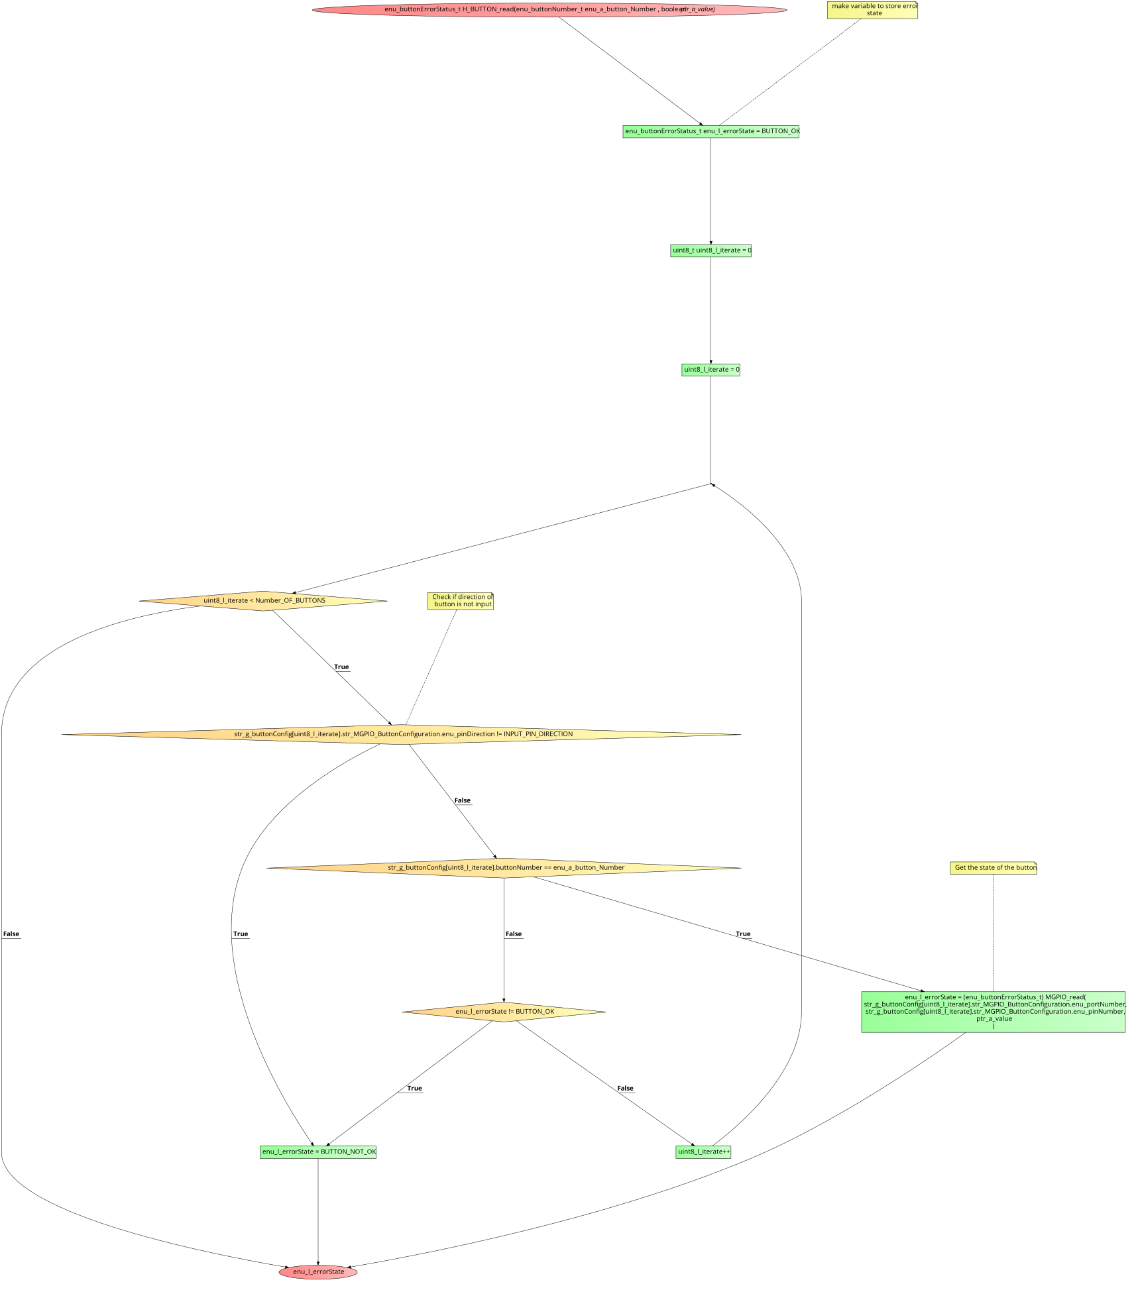 enu_buttonErrorStatus_t H_BUTTON_read(enu_buttonNumber_t enu_a_button_Number , boolean ptr_a_value)
make variable to store error
state
enu_buttonErrorStatus_t enu_l_errorState = BUTTON_OK
uint8_t uint8_l_iterate = 0
uint8_l_iterate = 0
uint8_l_iterate < Number_OF_BUTTONS
Check if direction of
button is not input
True
str_g_buttonConfig[uint8_l_iterate].str_MGPIO_ButtonConfiguration.enu_pinDirection != INPUT_PIN_DIRECTION
False
str_g_buttonConfig[uint8_l_iterate].buttonNumber == enu_a_button_Number
Get the state of the button
False
True
False
True
enu_l_errorState = (enu_buttonErrorStatus_t) MGPIO_read(
str_g_buttonConfig[uint8_l_iterate].str_MGPIO_ButtonConfiguration.enu_portNumber,
str_g_buttonConfig[uint8_l_iterate].str_MGPIO_ButtonConfiguration.enu_pinNumber,
ptr_a_value
)
enu_l_errorState != BUTTON_OK
True
False
enu_l_errorState = BUTTON_NOT_OK
uint8_l_iterate++
enu_l_errorState